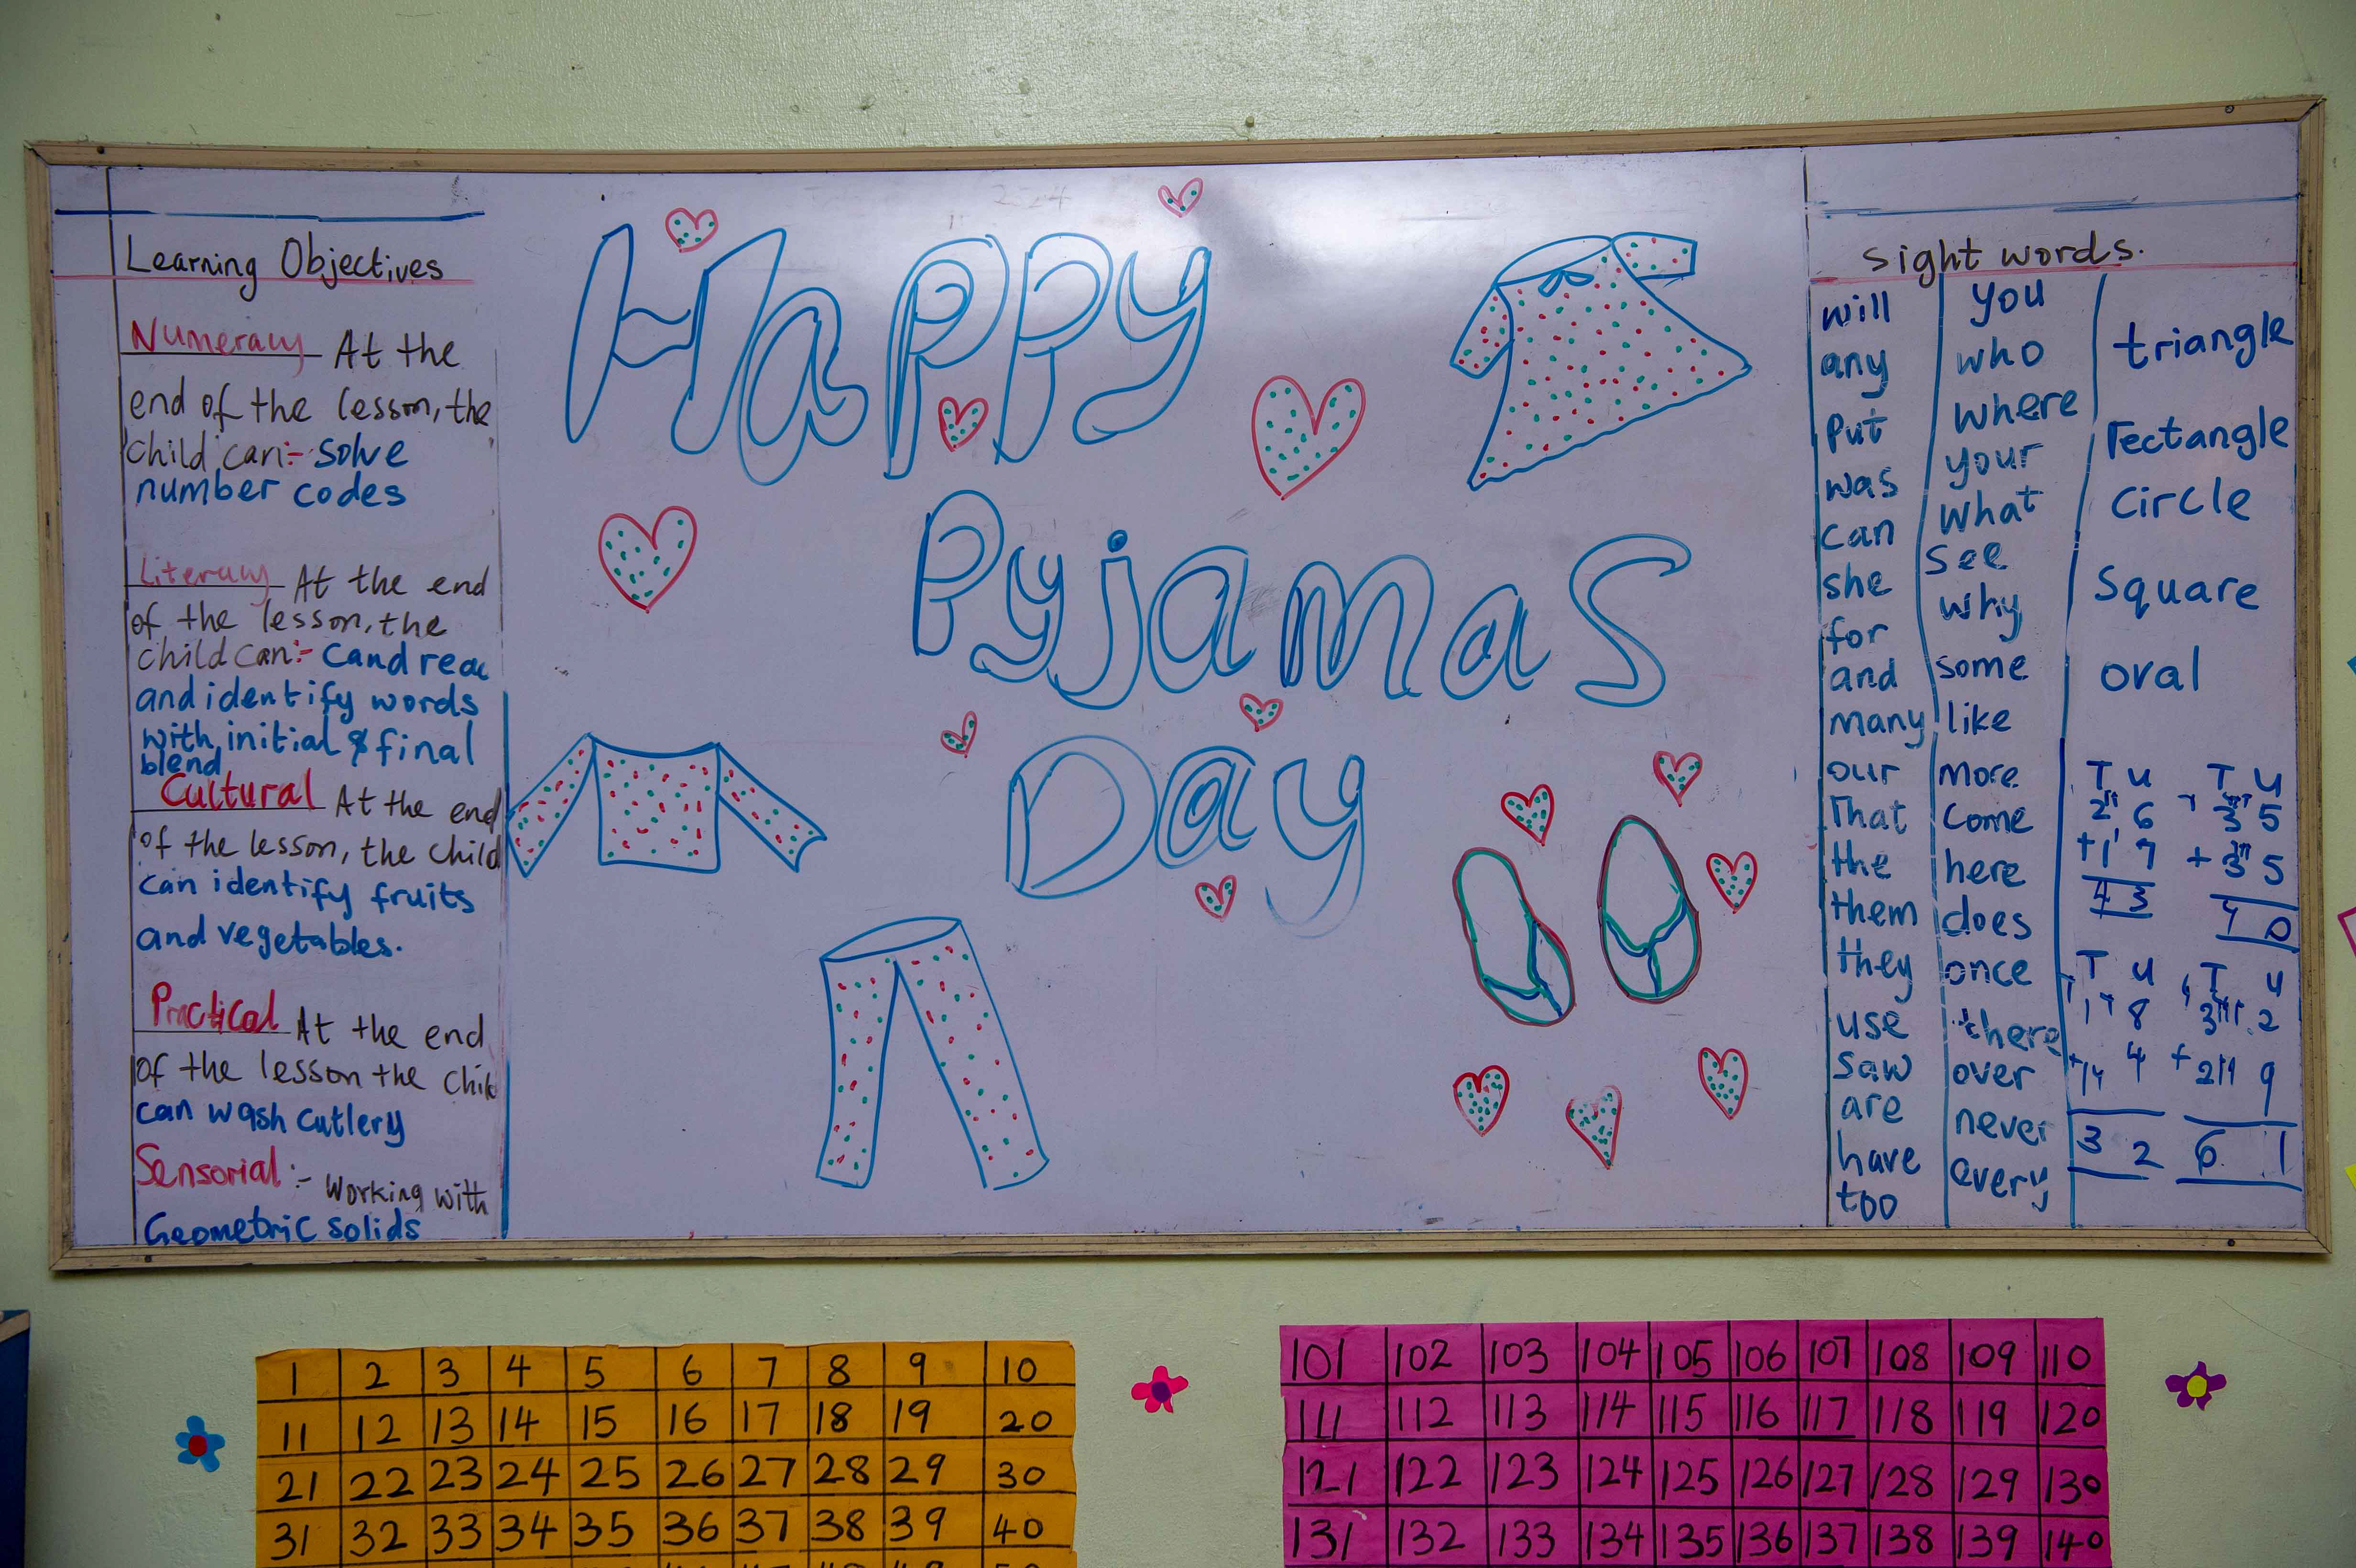 Learning Objectives
Numeracy At the
end of the lesson, the
child can:- solve
number codes
Literacy At the end
of the lesson, the
child can:- cand rea
and identify words
with initial & final
blend
Cultural At the end
of the lesson, the child
can identify fruits
and vegetables.
Practical At the end
of the lesson the chil
can wash cutlery
Sensorial :- Working with
Geometric solids
Happy
Pyjamas
Day
Sight words.
will
any
put
was
can
she
for
and
many
our
That
the
them
they
use
saw
are
have
too
you
who
where
your
what
see
why
some
like
more
come
here
does
once
there
over
never
every
triangle
rectangle
circle
square
oval
T U
2 6
+ 1 7
4 3
T U
3 5
+ 3 5
7 0
T U
1 8
+ 1 4
3 2
T U
3 2
+ 2 9
6 1
1 2 3 4 5 6 7 8 9 10
11 12 13 14 15 16 17 18 19 20
21 22 23 24 25 26 27 28 29 30
31 32 33 34 35 36 37 38 39 40
101 102 103 104 105 106 107 108 109 110
111 112 113 114 115 116 117 118 119 120
121 122 123 124 125 126 127 128 129 130
131 132 133 134 135 136 137 138 139 140